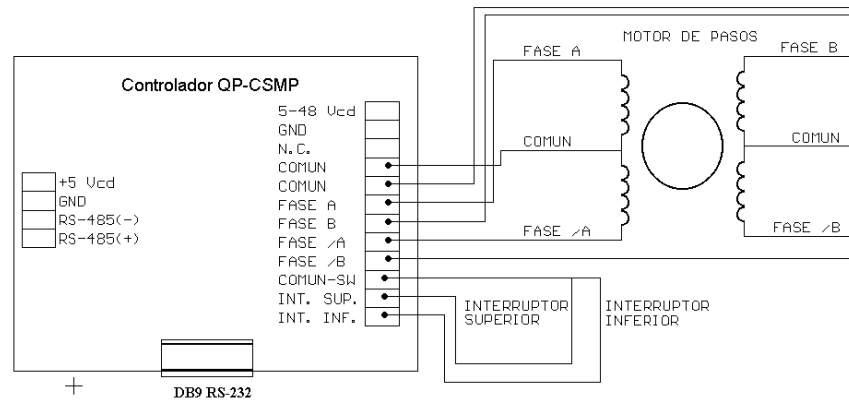 Controlador QP-CSMP
5-48 Vcd
GND
N.C.
COMUN
COMUN
FASE A
FASE B
FASE /A
FASE /B
COMUN-SW
INT. SUP.
INT. INF.
+5 Vcd
GND
RS-485(-)
RS-485(+)
DB9 RS-232
MOTOR DE PASOS
FASE A
COMUN
FASE /A
FASE B
COMUN
FASE /B
INTERRUPTOR
SUPERIOR
INTERRUPTOR
INFERIOR